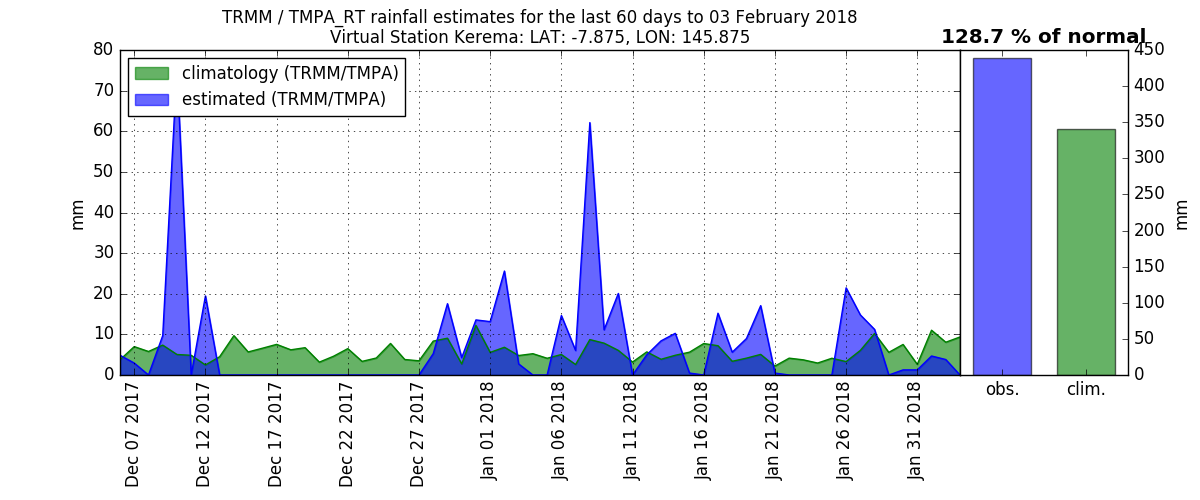 TRMM / TMPA_RT rainfall estimates for the last 60 days to 03 February 2018
Virtual Station Kerema: LAT: -7.875, LON: 145.875
128.7 % of normal
climatology (TRMM/TMPA)
estimated (TRMM/TMPA)
mm
80
70
60
50
40
30
20
10
0
Dec 07 2017
Dec 12 2017
Dec 17 2017
Dec 22 2017
Dec 27 2017
Jan 01 2018
Jan 06 2018
Jan 11 2018
Jan 16 2018
Jan 21 2018
Jan 26 2018
Jan 31 2018
obs.
clim.
450
400
350
300
250
200
150
100
50
0
mm